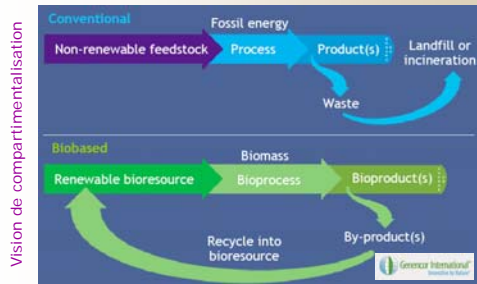 Vision de compartimentalisation
Conventional
Fossil energy
Non-renewable feedstock
Process
Product(s)
Landfill or
incineration
Waste
Biobased
Biomass
Renewable bioresource
Bioprocess
Bioproduct(s)
Recycle into
bioresource
By-product(s)
Genencor International